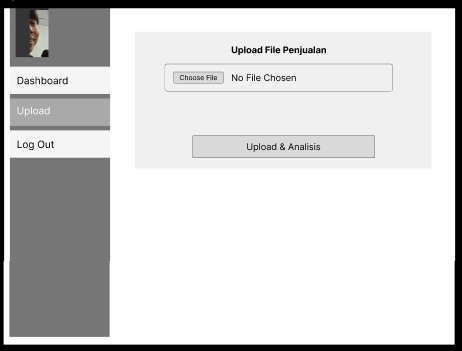 Dashboard
Upload
Log Out
Upload File Penjualan
Choose File No File Chosen
Upload & Analisis